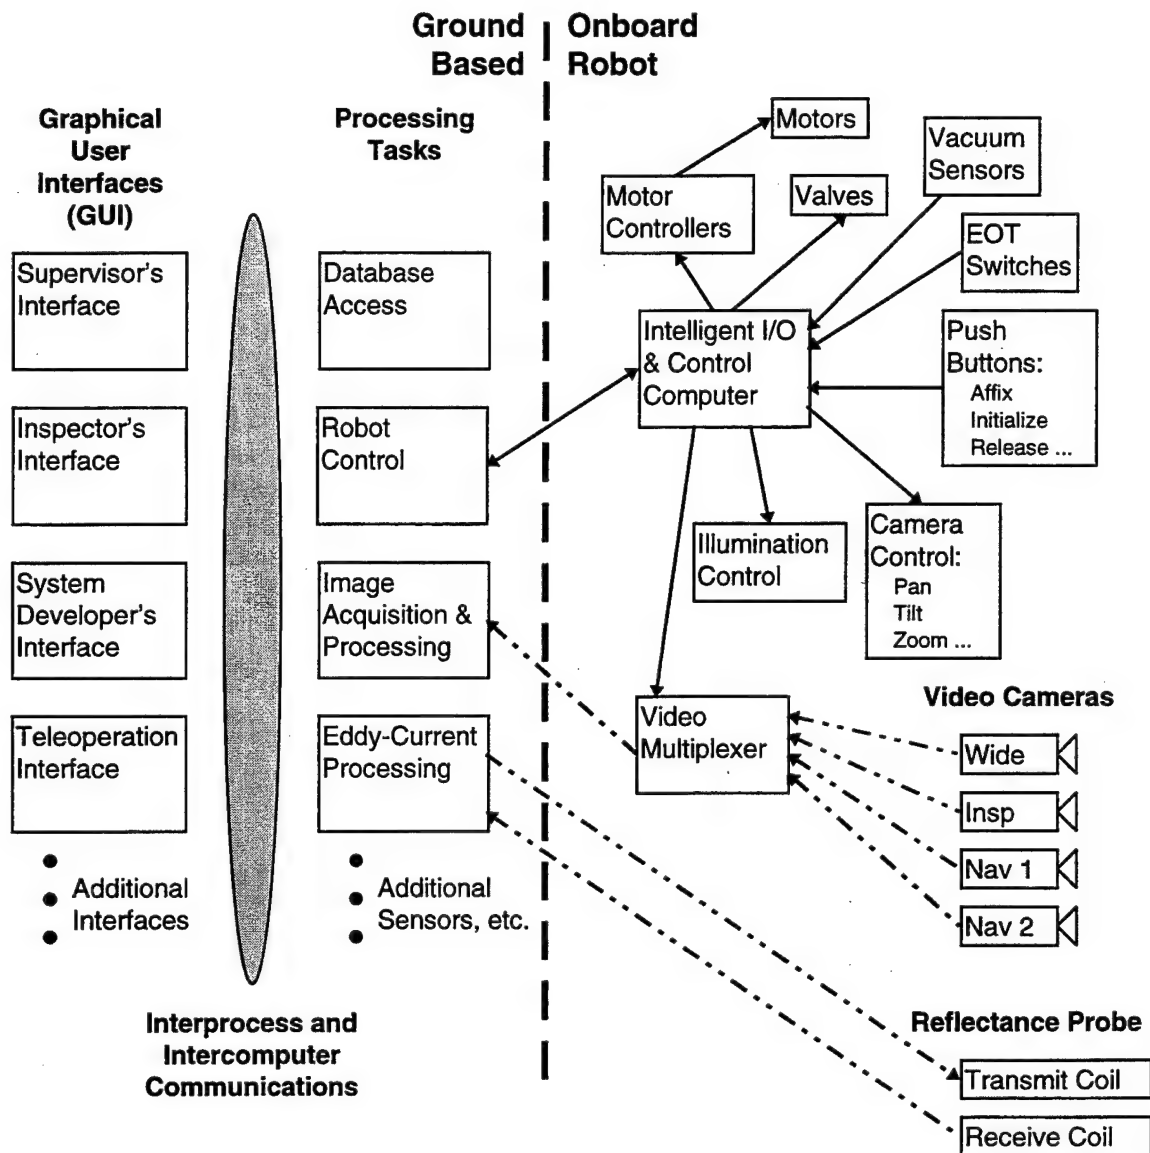 Ground
Based
Onboard
Robot
Graphical
User
Interfaces
(GUI)
Processing
Tasks
Supervisor's
Interface
Inspector's
Interface
System
Developer's
Interface
Teleoperation
Interface
Additional
Interfaces
Database
Access
Robot
Control
Image
Acquisition &
Processing
Eddy-Current
Processing
Additional
Sensors, etc.
Interprocess and
Intercomputer
Communications
Motors
Motor
Controllers
Valves
Vacuum
Sensors
EOT
Switches
Intelligent I/O
& Control
Computer
Push
Buttons:
Affix
Initialize
Release ...
Illumination
Control
Camera
Control:
Pan
Tilt
Zoom ...
Video
Multiplexer
Video Cameras
Wide
Insp
Nav 1
Nav 2
Reflectance Probe
Transmit Coil
Receive Coil